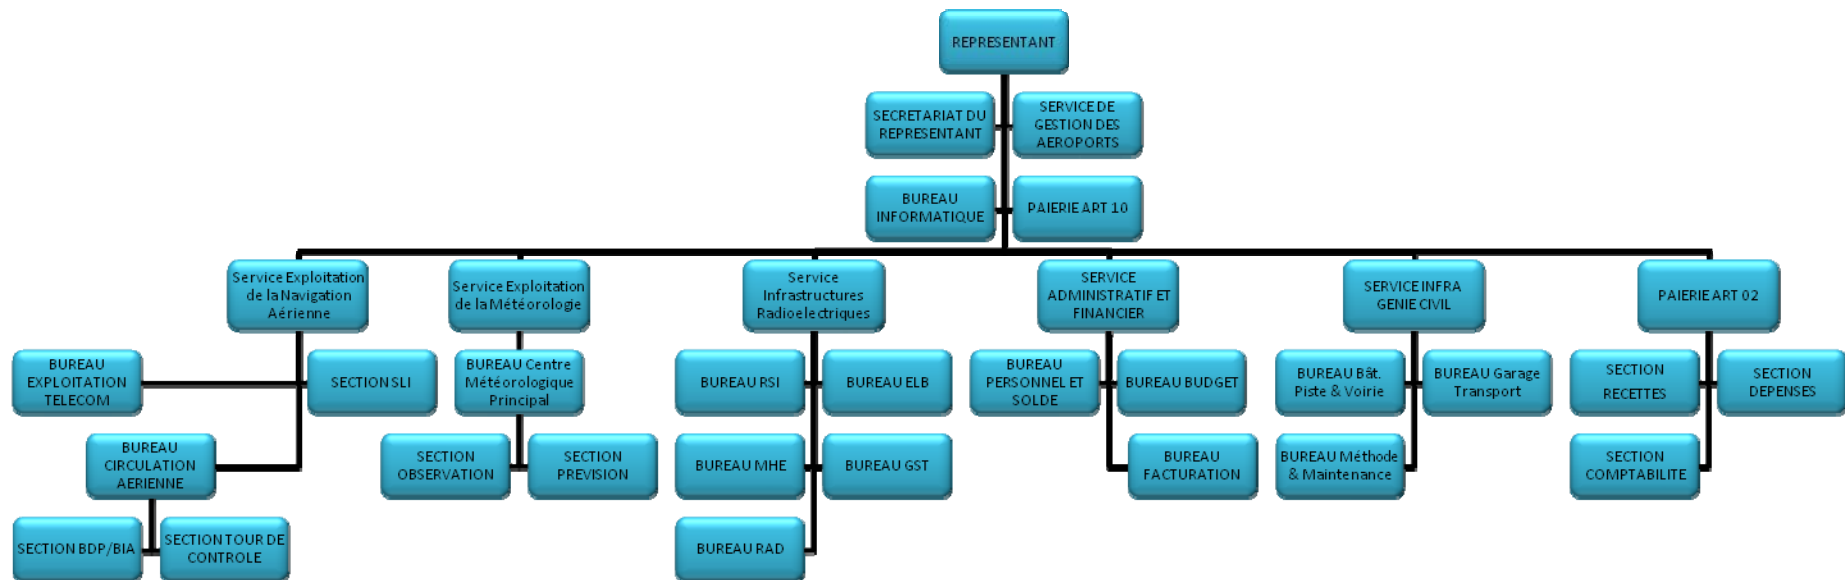 REPRESENTANT
SECRETARIAT DU
REPRESENTANT
SERVICE DE
GESTION DES
AEROPORTS
BUREAU
INFORMATIQUE
PAIERIE ART 10
Service Exploitation
de la Navigation
Aérienne
Service Exploitation
de la Météorologie
Service
Infrastructures
Radioelectriques
SERVICE
ADMINISTRATIF ET
FINANCIER
SERVICE INFRA
GENIE CIVIL
PAIERIE ART 02
BUREAU
EXPLOITATION
TELECOM
SECTION SLI
BUREAU Centre
Météorologique
Principal
BUREAU RSI
BUREAU ELB
BUREAU
PERSONNEL ET
SOLDE
BUREAU BUDGET
BUREAU Bât.
Piste & Voirie
BUREAU Garage
Transport
SECTION
RECETTES
SECTION
DEPENSES
BUREAU
CIRCULATION
AERIENNE
SECTION
OBSERVATION
SECTION
PREVISION
BUREAU MHE
BUREAU GST
BUREAU
FACTURATION
BUREAU Méthode
& Maintenance
SECTION
COMPTABILITE
SECTION BDP/BIA
SECTION TOUR DE
CONTROLE
BUREAU RAD